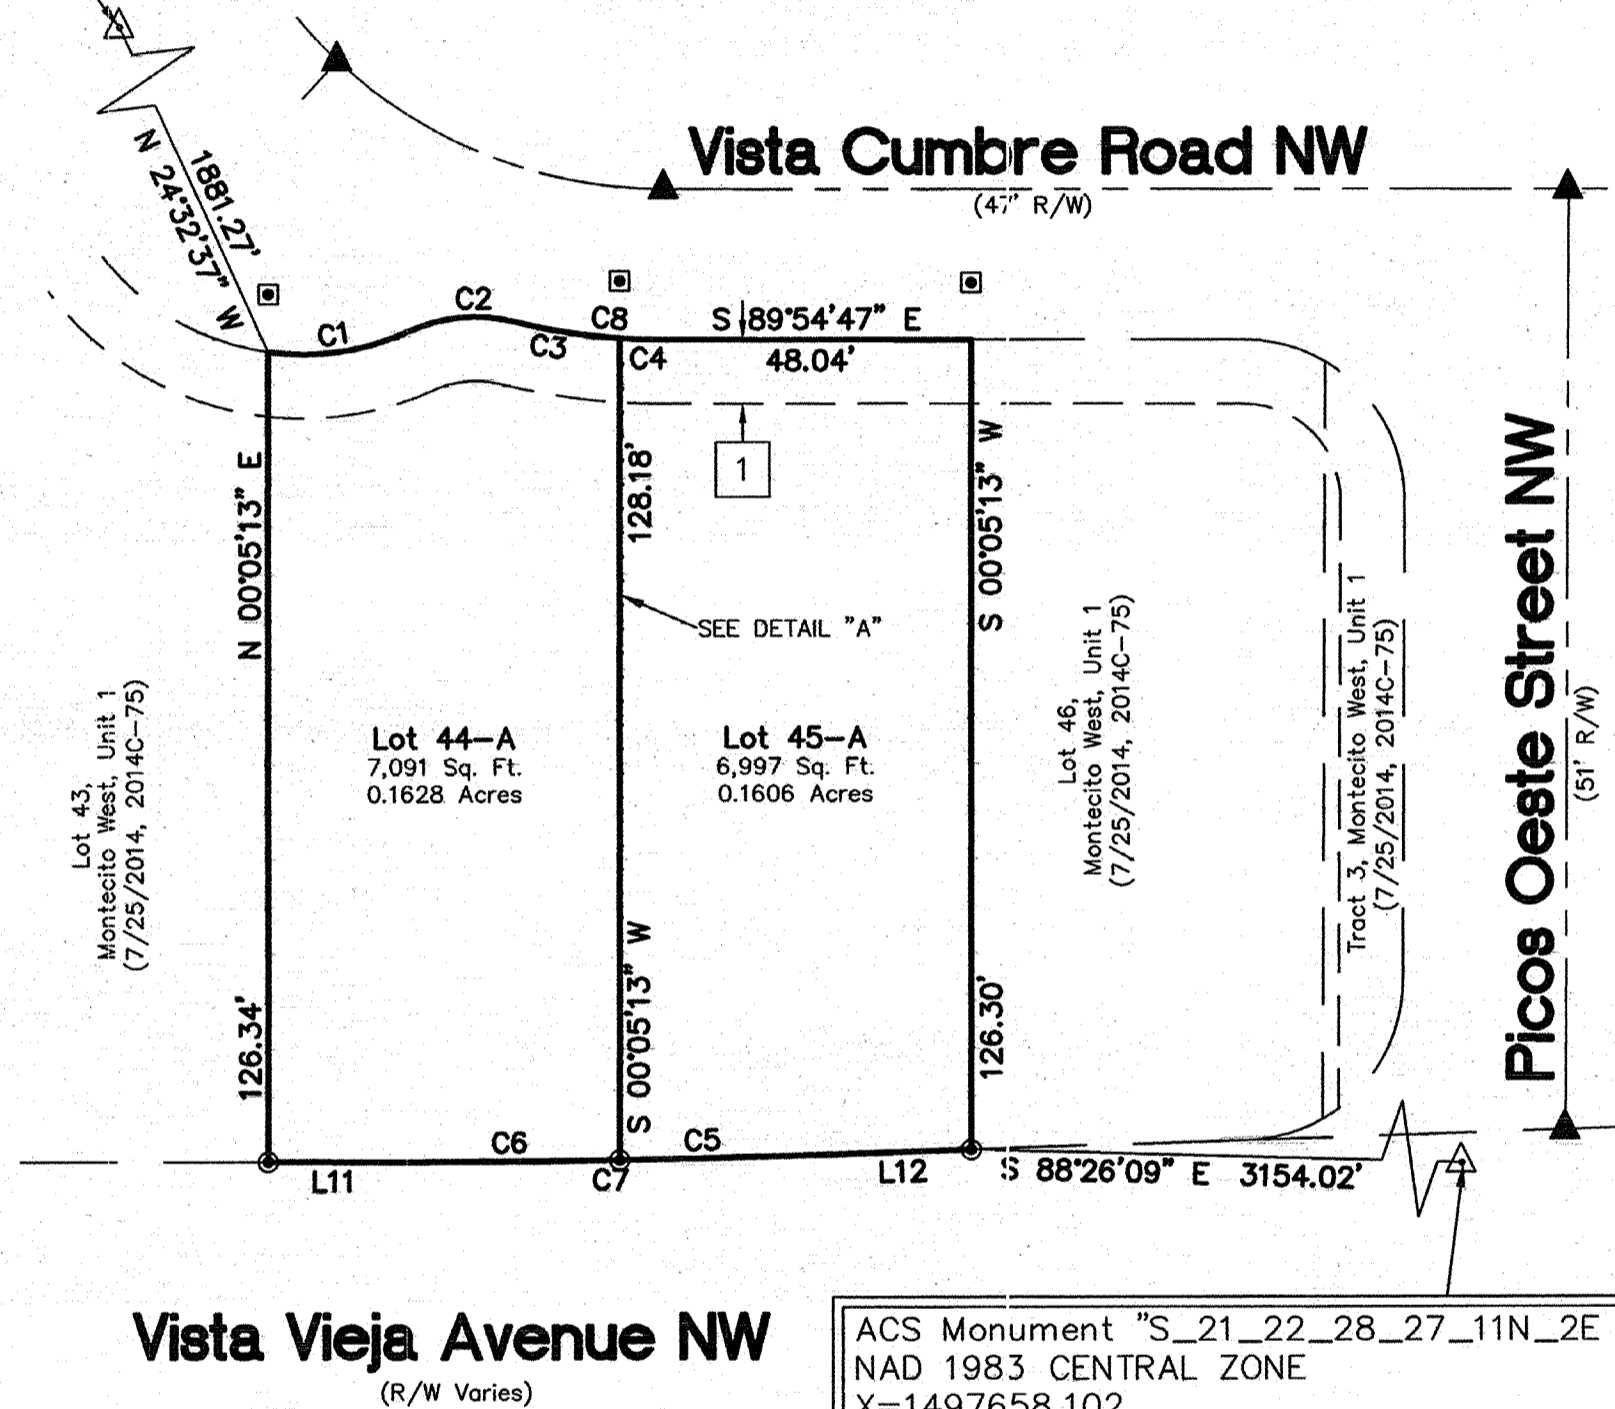 Vista Cumbre Road NW
(47' R/W)
1881.27'
N 24°32'37" W
C1
C2
C3
C8
C4
S 89°54'47" E
48.04'
1
N 00°05'13" E
126.34'
128.18'
S 00°05'13" W
SEE DETAIL "A"
S 00°05'13" W
126.30'
Lot 43,
Montecito West, Unit 1
(7/25/2014, 2014C-75)
Lot 44-A
7,091 Sq. Ft.
0.1628 Acres
Lot 45-A
6,997 Sq. Ft.
0.1606 Acres
Lot 46,
Montecito West, Unit 1
(7/25/2014, 2014C-75)
Tract 3, Montecito West, Unit 1
(7/25/2014, 2014C-75)
Picos Oeste Street NW
(51' R/W)
L11
C6
C7
C5
L12
S 88°26'09" E 3154.02'
Vista Vieja Avenue NW
(R/W Varies)
ACS Monument "S_21_22_28_27_11N_2E
NAD 1983 CENTRAL ZONE
X=1497658.102